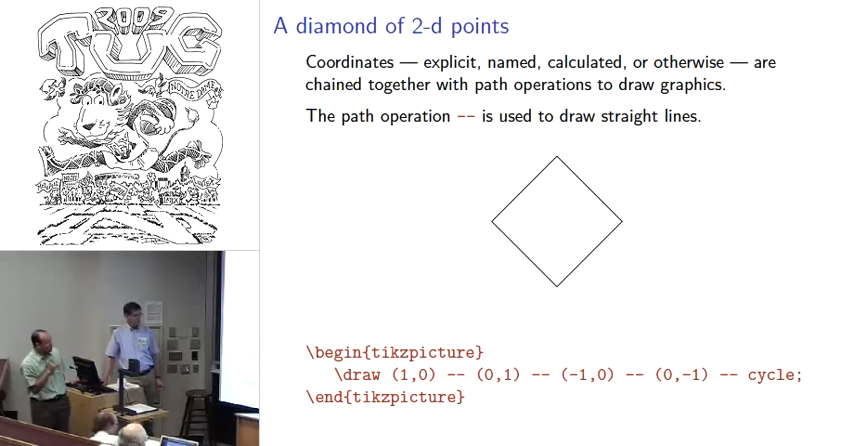 2009
TUG
NOTRE DAME
A diamond of 2-d points
Coordinates — explicit, named, calculated, or otherwise — are
chained together with path operations to draw graphics.
The path operation -- is used to draw straight lines.
\begin{tikzpicture}
\draw (1,0) -- (0,1) -- (-1,0) -- (0,-1) -- cycle;
\end{tikzpicture}